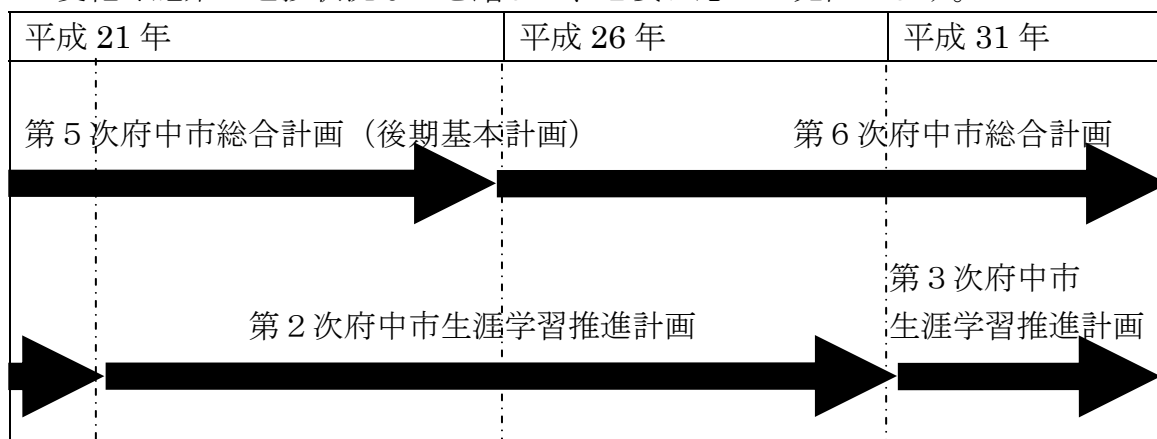 平成 21 年 平成 26 年 平成 31 年
第５次府中市総合計画（後期基本計画） 第６次府中市総合計画
第３次府中市
第２次府中市生涯学習推進計画 生涯学習推進計画